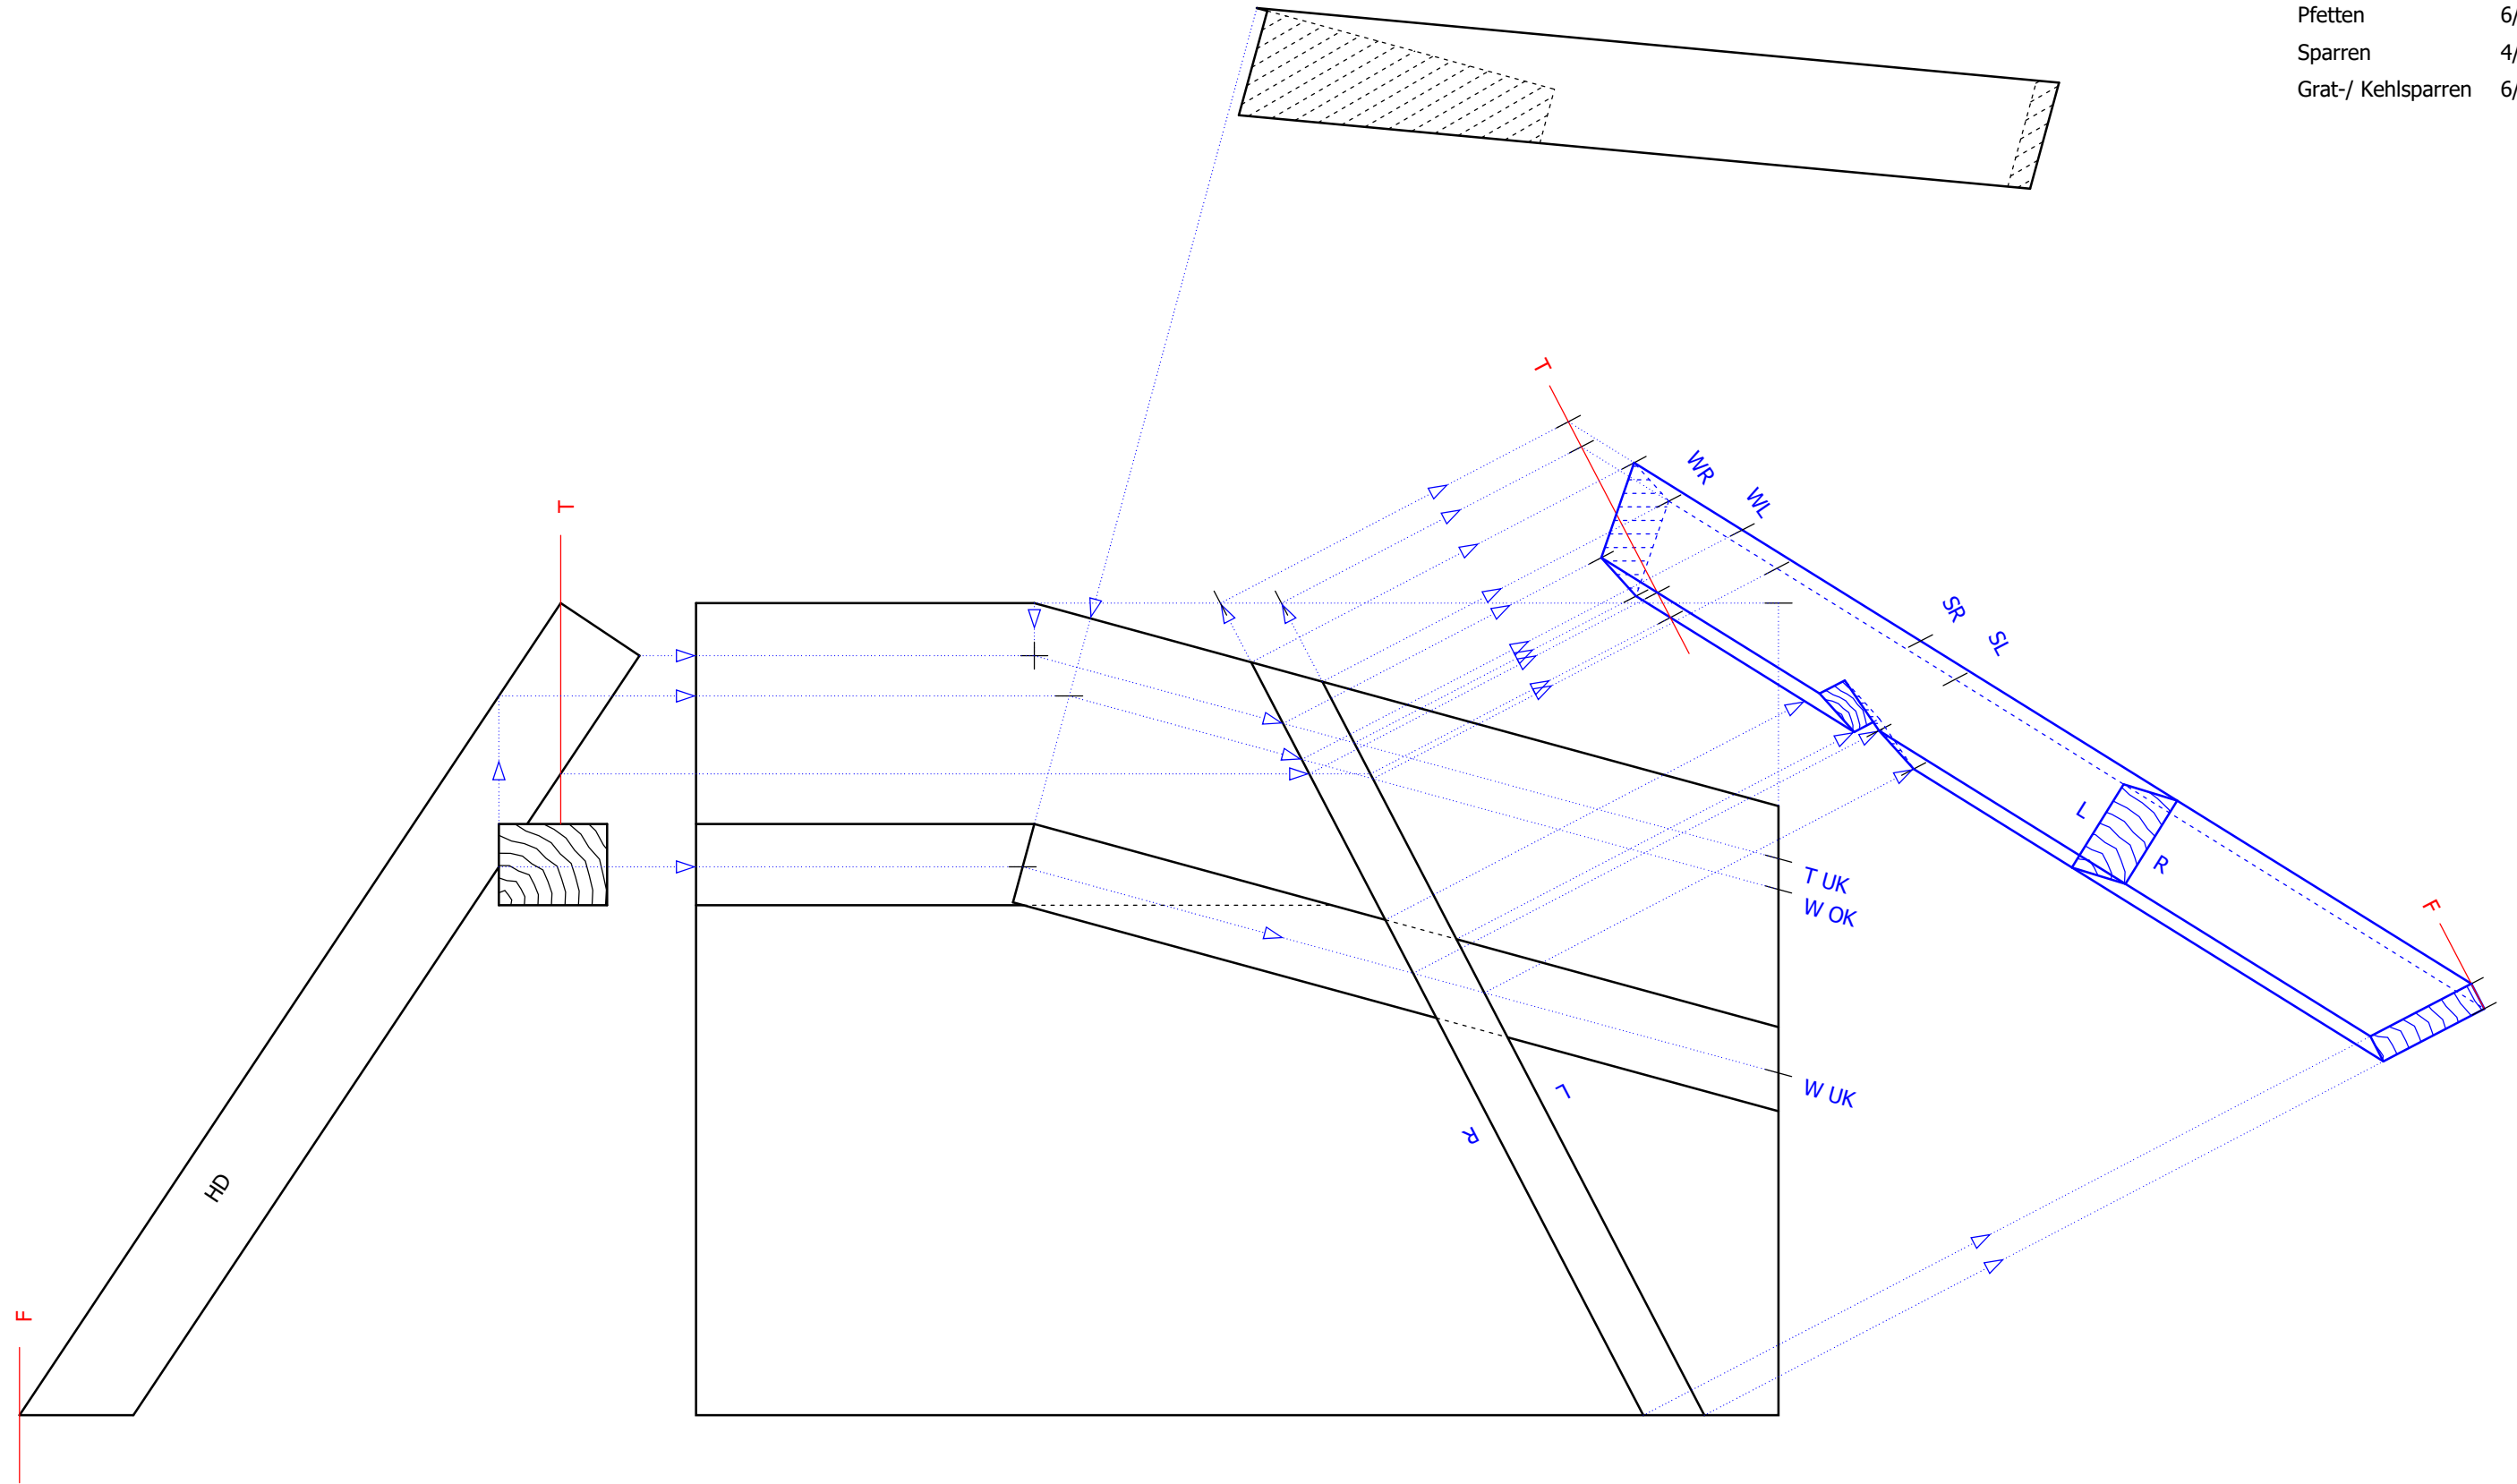 Pfetten 6/
Sparren 4/
Grat-/ Kehlsparren 6/
T
WR
WL
T
SR
SL
L
R
T UK
W OK
F
W UK
L
R
HD
F